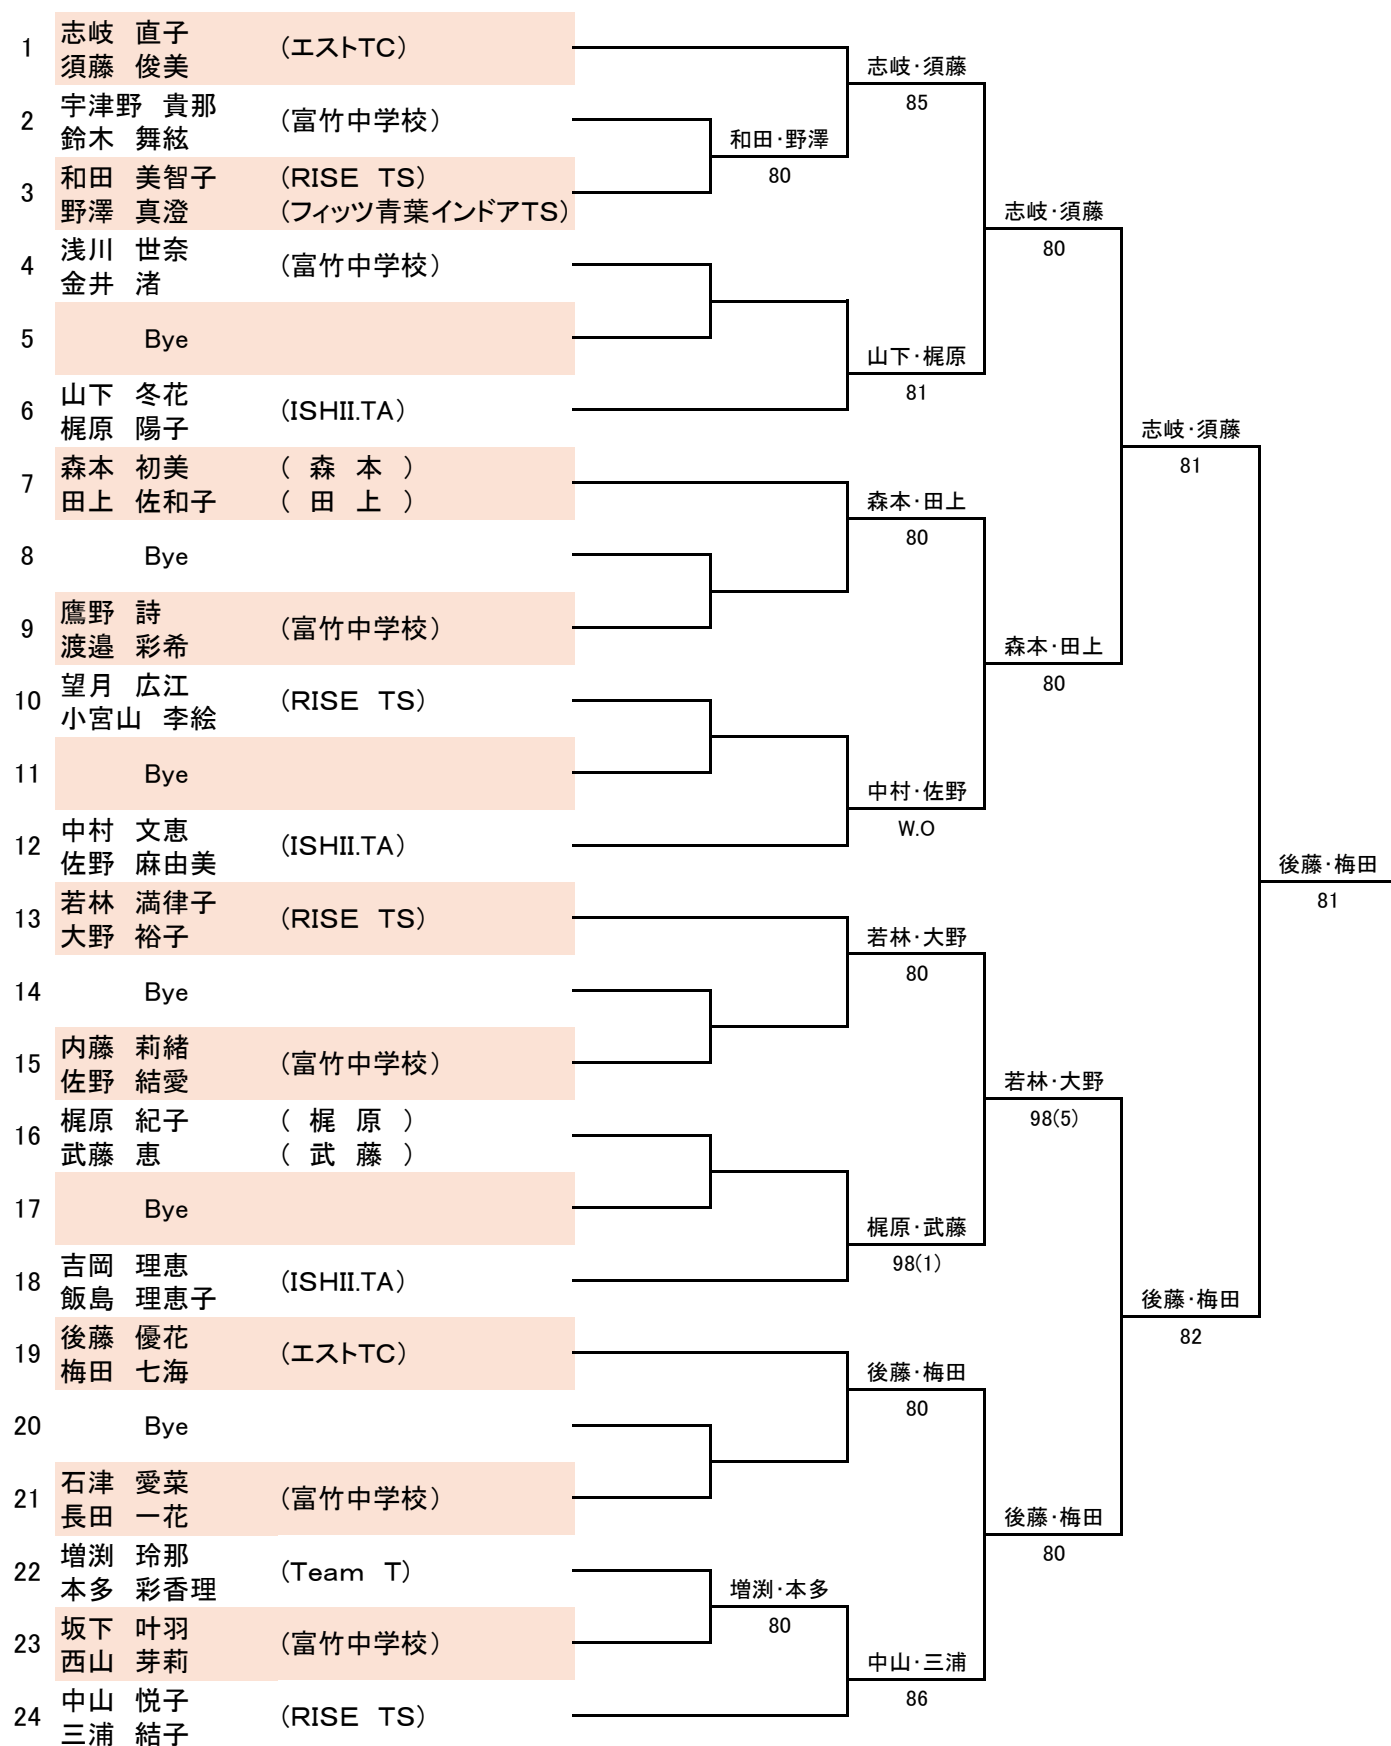 1 志岐 直子 (エストTC)
須藤 俊美
2 宇津野 貴那 (富竹中学校)
鈴木 舞絃
3 和田 美智子 (RISE TS)
野澤 真澄 (フィッツ青葉インドアTS)
4 浅川 世奈 (富竹中学校)
金井 渚
5 Bye
6 山下 冬花 (ISHII.TA)
梶原 陽子
7 森本 初美 ( 森 本 )
田上 佐和子 ( 田 上 )
8 Bye
9 鷹野 詩 (富竹中学校)
渡邉 彩希
10 望月 広江 (RISE TS)
小宮山 李絵
11 Bye
12 中村 文恵 (ISHII.TA)
佐野 麻由美
13 若林 満律子 (RISE TS)
大野 裕子
14 Bye
15 内藤 莉緒 (富竹中学校)
佐野 結愛
16 梶原 紀子 ( 梶 原 )
武藤 恵 ( 武 藤 )
17 Bye
18 吉岡 理恵 (ISHII.TA)
飯島 理恵子
19 後藤 優花 (エストTC)
梅田 七海
20 Bye
21 石津 愛菜 (富竹中学校)
長田 一花
22 増渕 玲那 (Team T)
本多 彩香理
23 坂下 叶羽 (富竹中学校)
西山 芽莉
24 中山 悦子 (RISE TS)
三浦 結子
和田・野澤
80
増渕・本多
80
志岐・須藤
85
山下・梶原
81
森本・田上
80
中村・佐野
W.O
若林・大野
80
梶原・武藤
98(1)
後藤・梅田
80
中山・三浦
86
志岐・須藤
80
森本・田上
80
若林・大野
98(5)
後藤・梅田
80
志岐・須藤
81
後藤・梅田
82
後藤・梅田
81